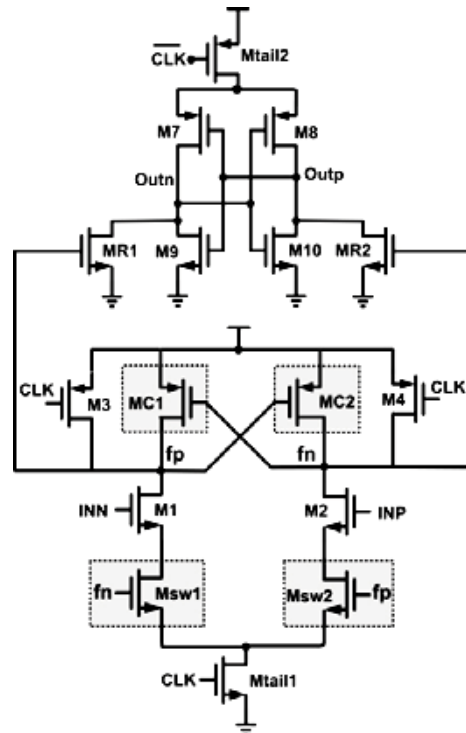 CLK Mtail2
M7 M8
Outn Outp
MR1 M9 M10 MR2
CLK M3 MC1 MC2 M4 CLK
fp fn
INN M1 M2 INP
fn Msw1 Msw2 fp
CLK Mtail1